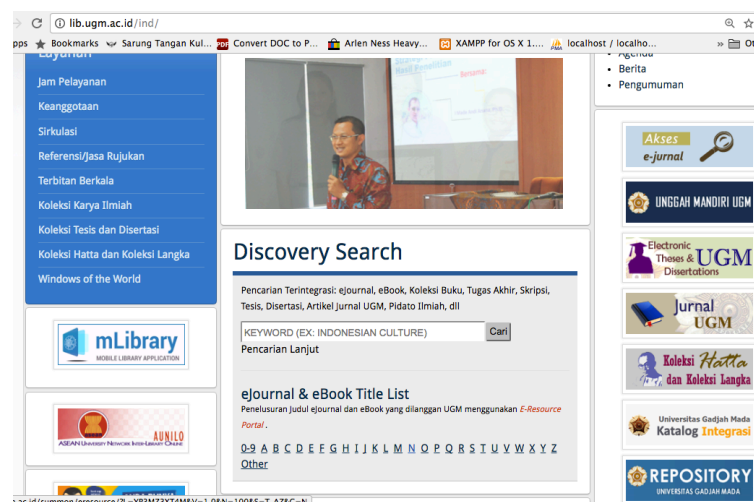 lib.ugm.ac.id/ind/
Bookmarks
Sarung Tangan Kul...
Convert DOC to P...
Arlen Ness Heavy...
XAMPP for OS X 1....
localhost / localho...
Layanan
Jam Pelayanan
Keanggotaan
Sirkulasi
Referensi/Jasa Rujukan
Terbitan Berkala
Koleksi Karya Ilmiah
Koleksi Tesis dan Disertasi
Koleksi Hatta dan Koleksi Langka
Windows of the World
mLibrary
MOBILE LIBRARY APPLICATION
AUNILO
ASEAN University Network Inter-Library Online
Bersama:
Discovery Search
Pencarian Terintegrasi: eJournal, eBook, Koleksi Buku, Tugas Akhir, Skripsi,
Tesis, Disertasi, Artikel Jurnal UGM, Pidato Ilmiah, dll
KEYWORD (EX: INDONESIAN CULTURE)
Cari
Pencarian Lanjut
eJournal & eBook Title List
Penelusuran Judul eJournal dan eBook yang dilanggan UGM menggunakan E-Resource
Portal .
0-9 A B C D E F G H I J K L M N O P Q R S T U V W X Y Z
Other
Agenda
Berita
Pengumuman
Akses
e-jurnal
UNGGAH MANDIRI UGM
Electronic
Theses &
Dissertations
UGM
Jurnal
UGM
Koleksi Hatta
dan Koleksi Langka
Universitas Gadjah Mada
Katalog Integrasi
REPOSITORY
UNIVERSITAS GADJAH MADA